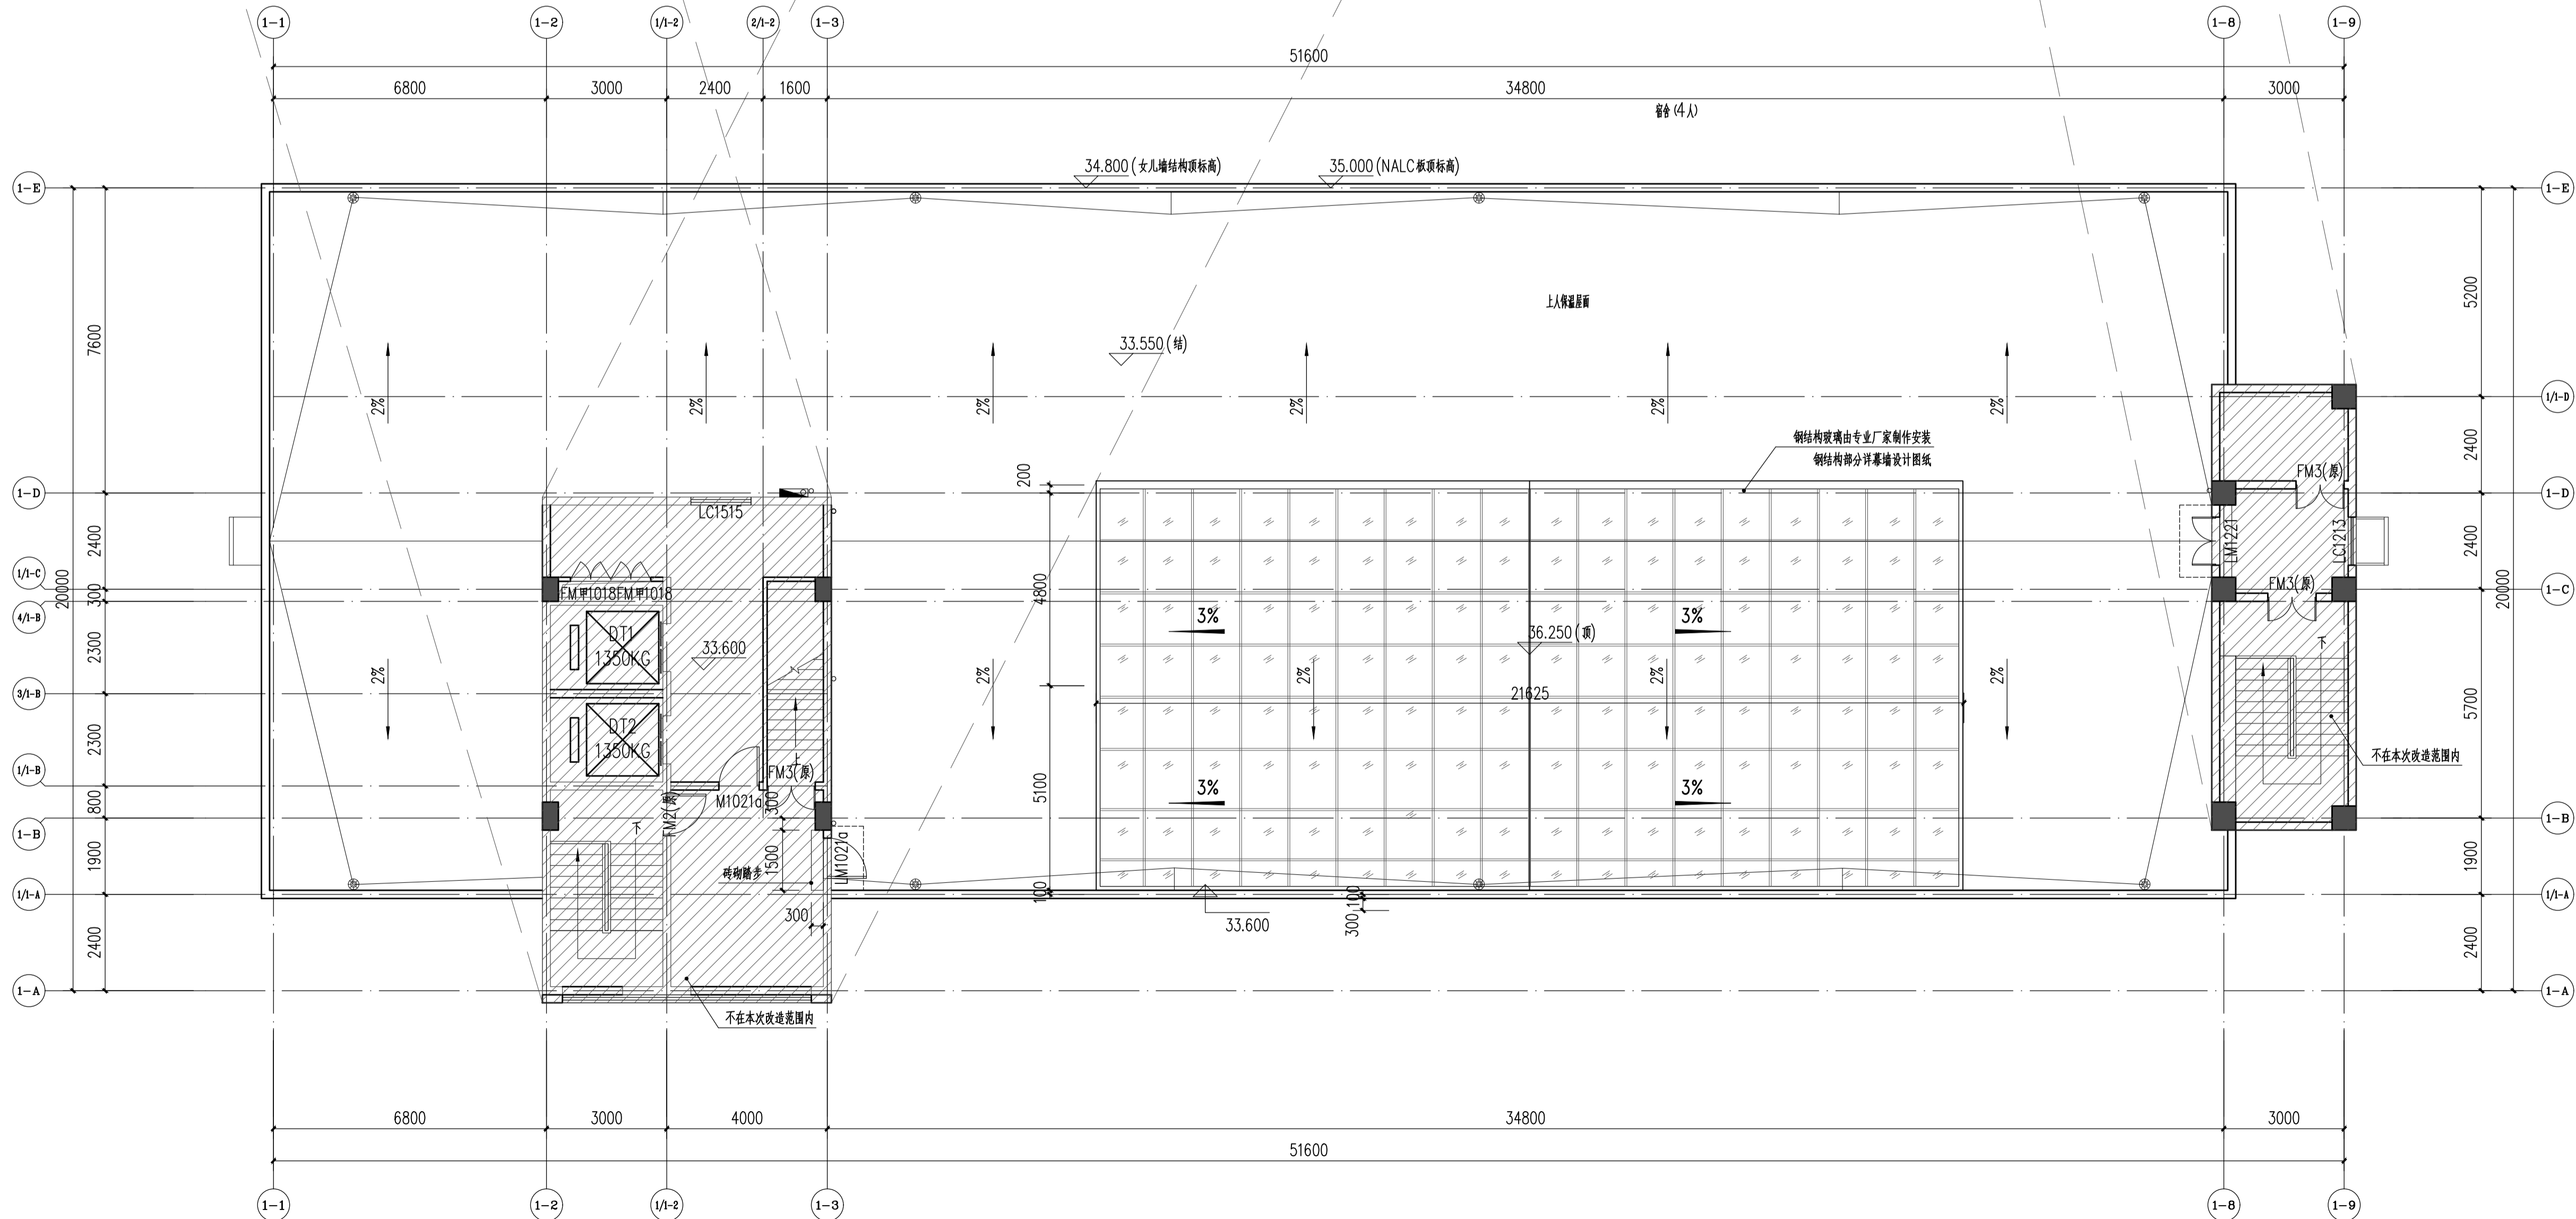 1-1
1-2
1/1-2
2/1-2
1-3
1-8
1-9
51600
6800
3000
2400
1600
34800
3000
宿舍(4人)
34.800(女儿墙结构顶标高)
35.000(NALC板顶标高)
1-E
1-E
7600
5200
上人保温屋面
33.550(结)
2%
2%
2%
2%
2%
2%
1/1-D
钢结构玻璃由专业厂家制作安装
钢结构部分详幕墙设计图纸
200
2400
FM3(原)
1-D
1-D
LC1515
2400
LM1221
LC1213
2400
1/1-C
FM甲1018FM甲1018
4800
FM3(原)
1-C
20000
300
20000
4/1-B
3%
3%
DT1
1350KG
33.600
36.250(顶)
下
2300
2%
2%
2%
2%
2%
3/1-B
21625
5700
DT2
1350KG
2300
上
不在本次改造范围内
1/1-B
FM3(原)
5100
3%
3%
800
FM2(原)
M1021a
300
1-B
下
1-B
1900
砖砌踏步
1500
LM1021a
1900
1/1-A
100
100
1/1-A
300
33.600
300
2400
2400
1-A
1-A
不在本次改造范围内
6800
3000
4000
34800
3000
51600
1-1
1-2
1/1-2
1-3
1-8
1-9